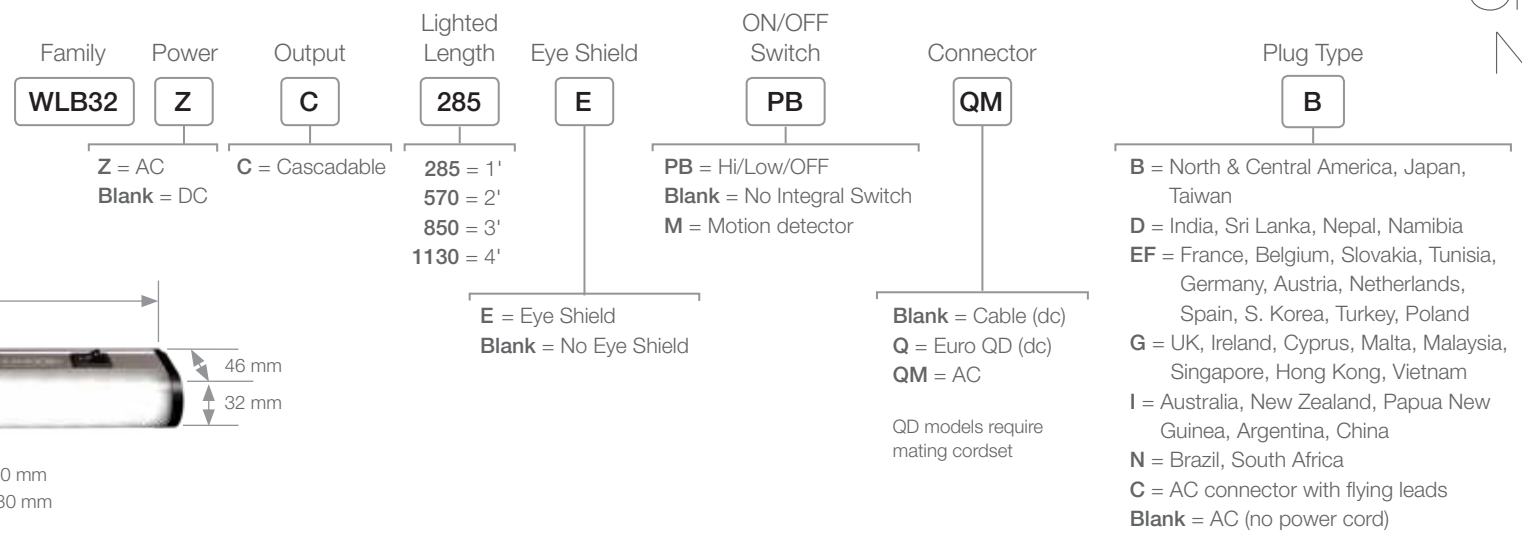 Lighted
ON/OFF
Family Power Output Length Eye Shield Switch Connector Plug Type
WLB32 Z C 285 E PB QM B
Z = AC
Blank = DC
C = Cascadable
285 = 1'
570 = 2'
850 = 3'
1130 = 4'
E = Eye Shield
Blank = No Eye Shield
PB = Hi/Low/OFF
Blank = No Integral Switch
M = Motion detector
Blank = Cable (dc)
Q = Euro QD (dc)
QM = AC
QD models require
mating cordset
B = North & Central America, Japan,
Taiwan
D = India, Sri Lanka, Nepal, Namibia
EF = France, Belgium, Slovakia, Tunisia,
Germany, Austria, Netherlands,
Spain, S. Korea, Turkey, Poland
G = UK, Ireland, Cyprus, Malta, Malaysia,
Singapore, Hong Kong, Vietnam
I = Australia, New Zealand, Papua New
Guinea, Argentina, China
N = Brazil, South Africa
C = AC connector with flying leads
Blank = AC (no power cord)
46 mm
32 mm
0 mm
30 mm